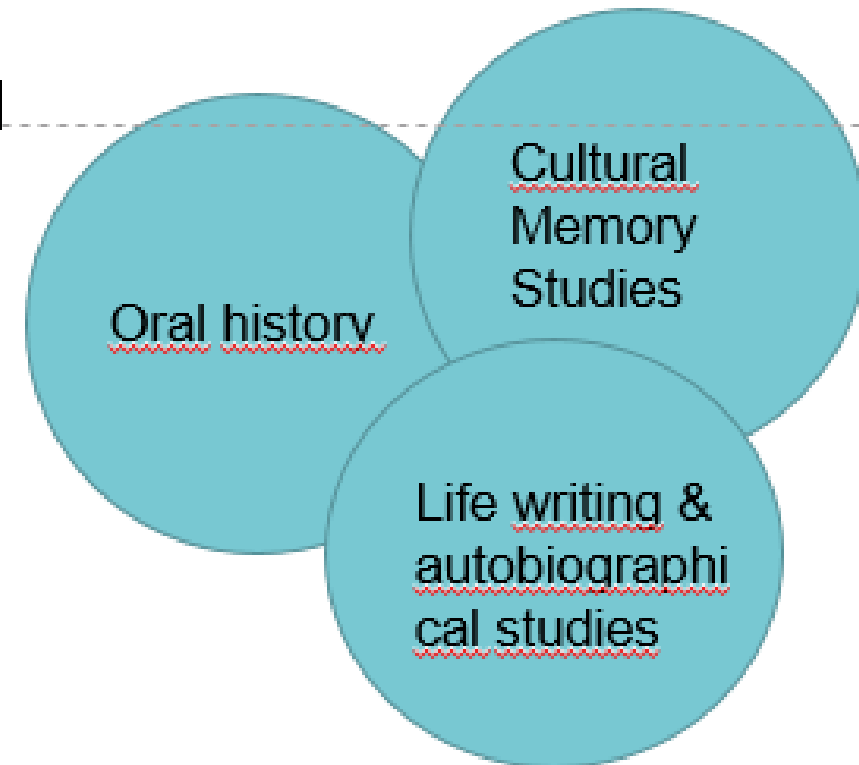 Cultural
Memory
Studies
Oral history
Life writing &
autobiographi
cal studies